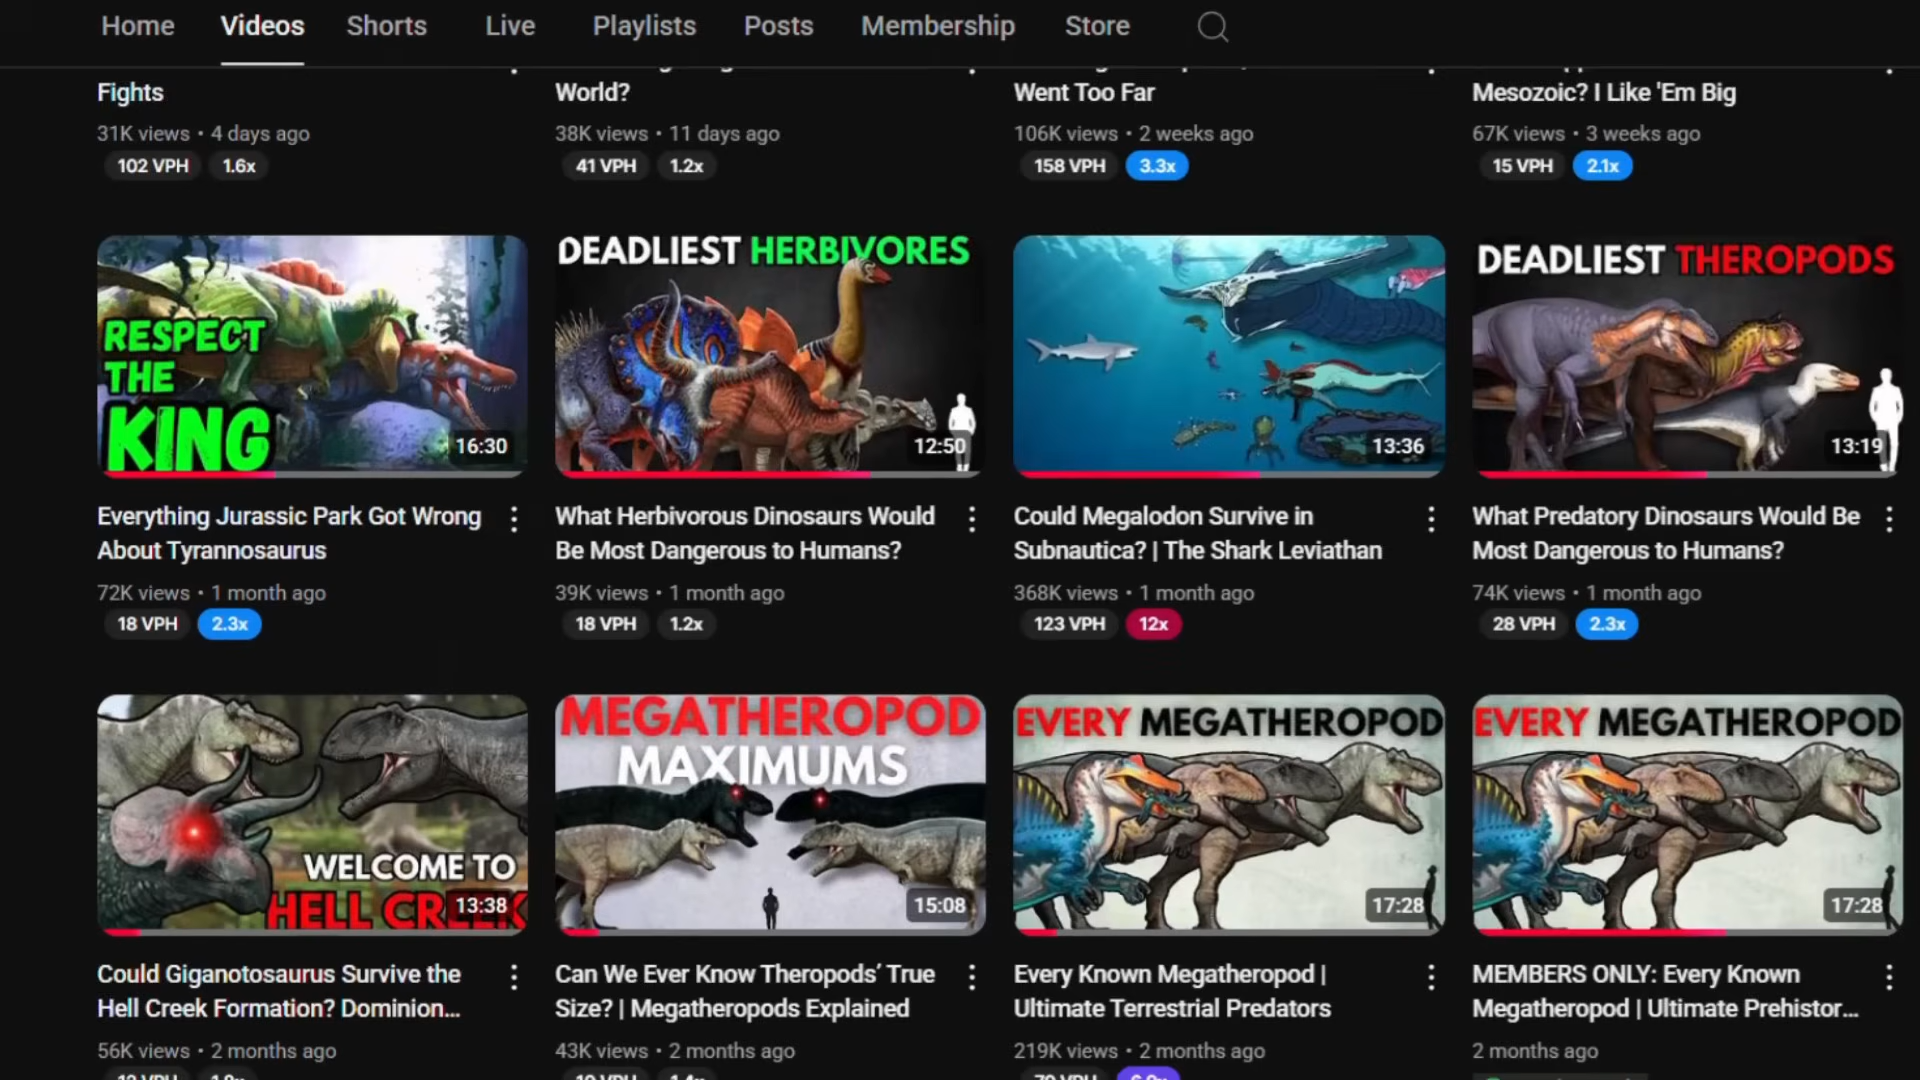 Home Videos Shorts Live Playlists Posts Membership Store
Fights
World?
Went Too Far
Mesozoic? I Like 'Em Big
31K views • 4 days ago
38K views • 11 days ago
106K views • 2 weeks ago
67K views • 3 weeks ago
102 VPH 1.6x
41 VPH 1.2x
158 VPH 3.3x
15 VPH 2.1x
RESPECT
THE
KING
16:30
DEADLIEST HERBIVORES
12:50
13:36
DEADLIEST THEROPODS
13:19
Everything Jurassic Park Got Wrong
About Tyrannosaurus
72K views • 1 month ago
18 VPH 2.3x
What Herbivorous Dinosaurs Would
Be Most Dangerous to Humans?
39K views • 1 month ago
18 VPH 1.2x
Could Megalodon Survive in
Subnautica? | The Shark Leviathan
368K views • 1 month ago
123 VPH 12x
What Predatory Dinosaurs Would Be
Most Dangerous to Humans?
74K views • 1 month ago
28 VPH 2.3x
WELCOME TO
HELL CREEK
13:38
MEGATHEROPOD
MAXIMUMS
15:08
EVERY MEGATHEROPOD
17:28
EVERY MEGATHEROPOD
17:28
Could Giganotosaurus Survive the
Hell Creek Formation? Dominion...
56K views • 2 months ago
Can We Ever Know Theropods' True
Size? | Megatheropods Explained
43K views • 2 months ago
Every Known Megatheropod |
Ultimate Terrestrial Predators
219K views • 2 months ago
MEMBERS ONLY: Every Known
Megatheropod | Ultimate Prehistor...
2 months ago